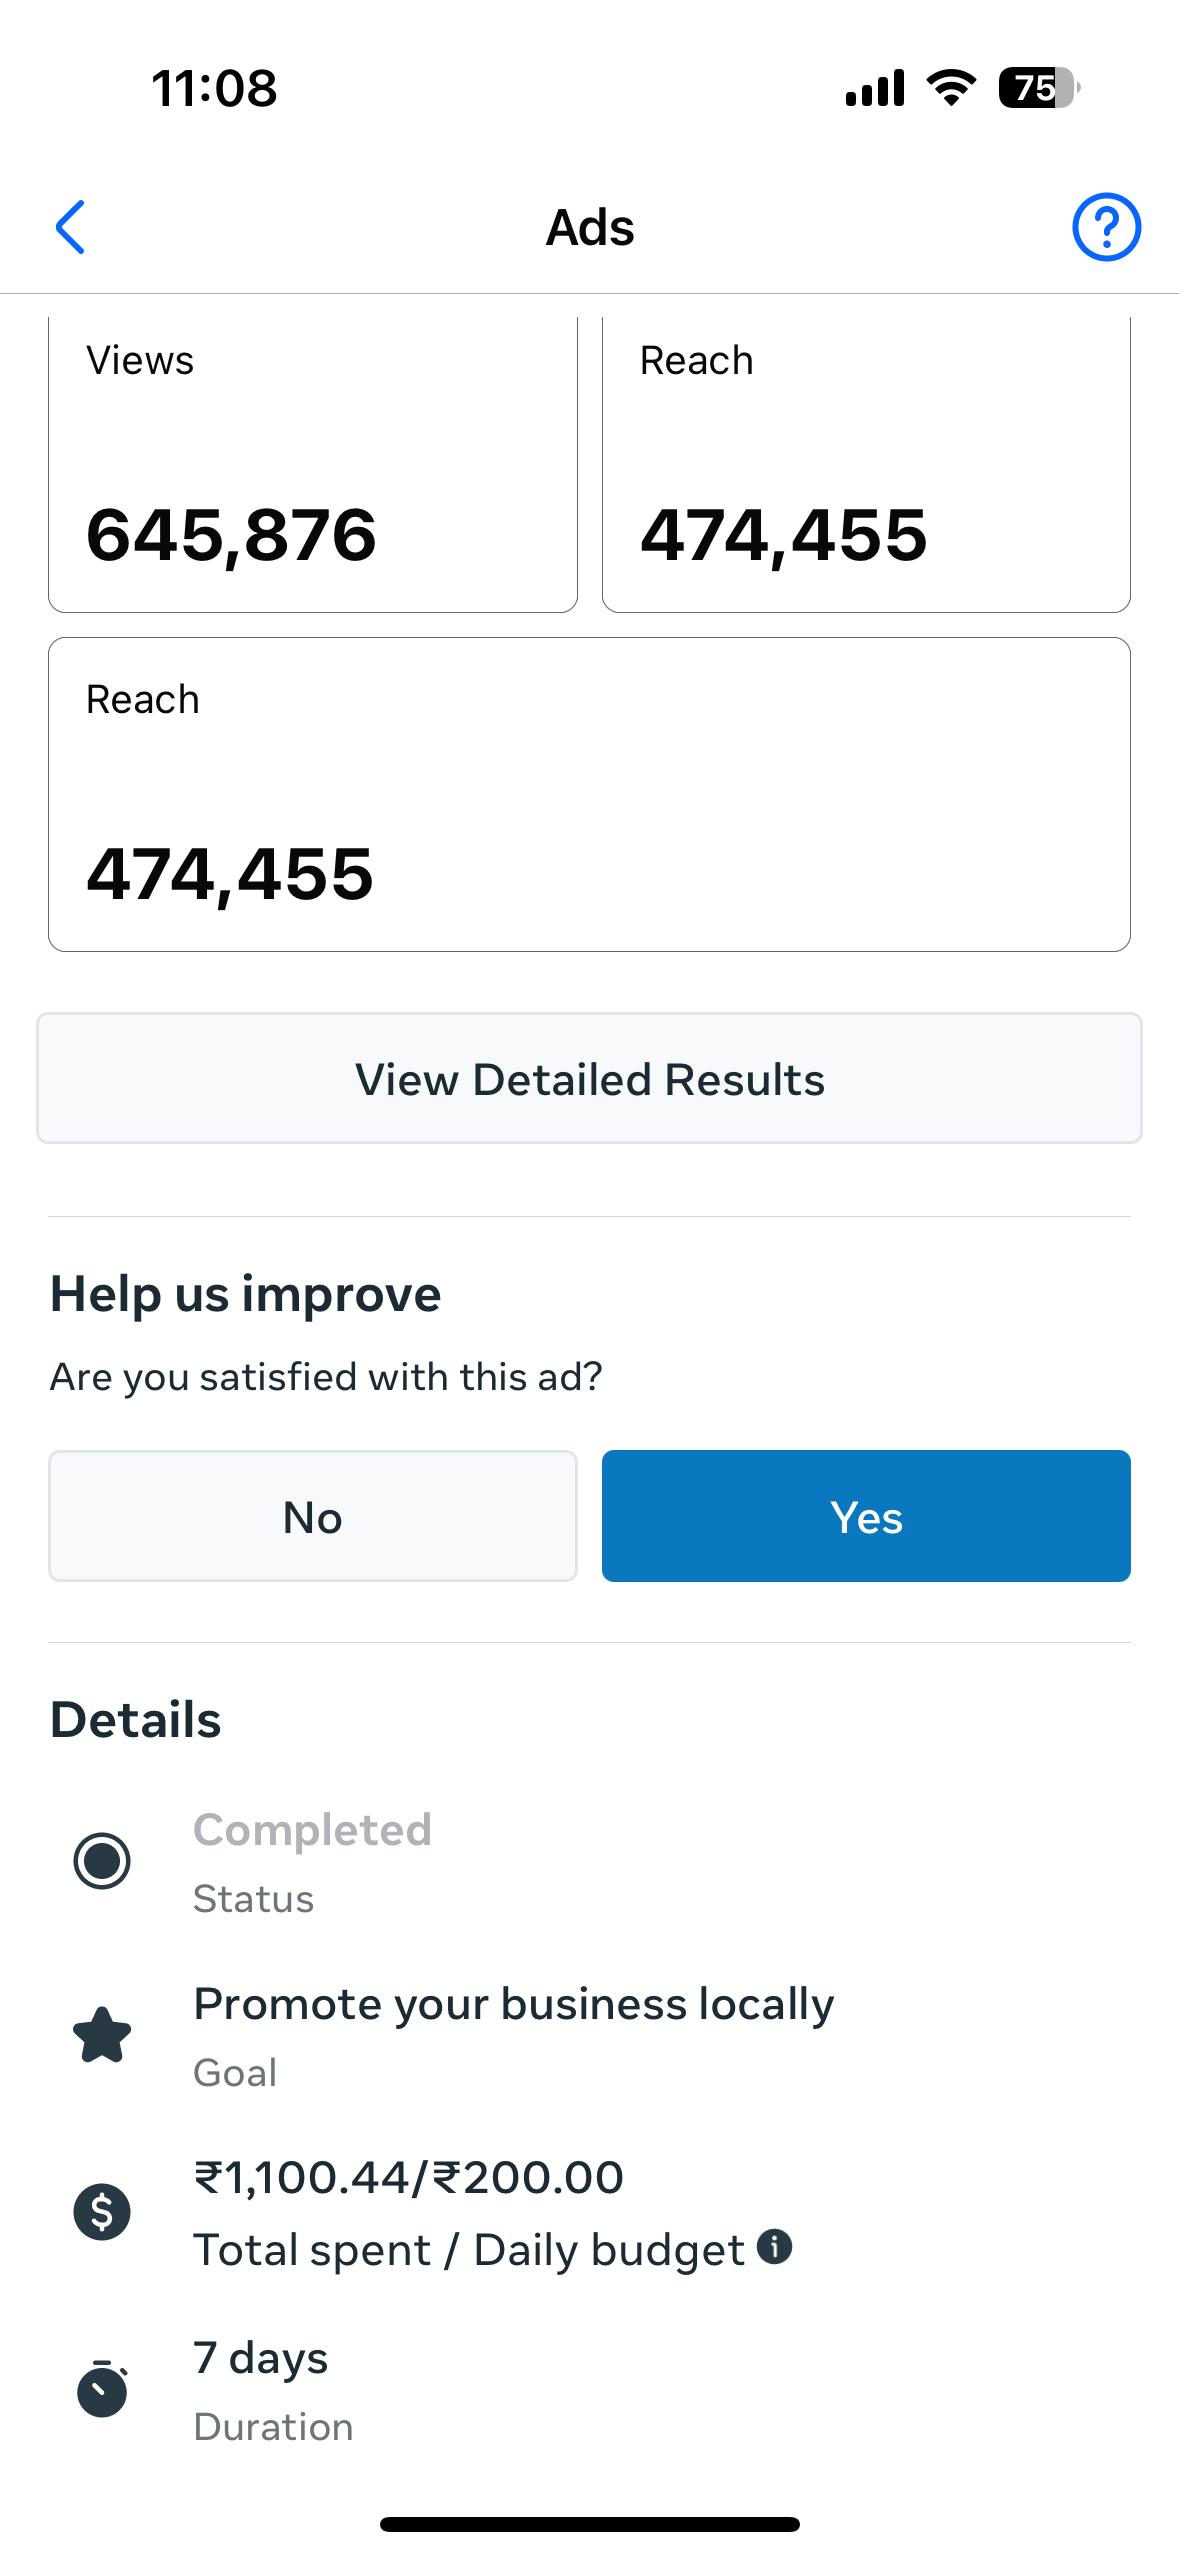 11:08
75
Ads
Views
Reach
645,876
474,455
Reach
474,455
View Detailed Results
Help us improve
Are you satisfied with this ad?
No
Yes
Details
Completed
Status
Promote your business locally
Goal
₹1,100.44/₹200.00
Total spent / Daily budget
7 days
Duration